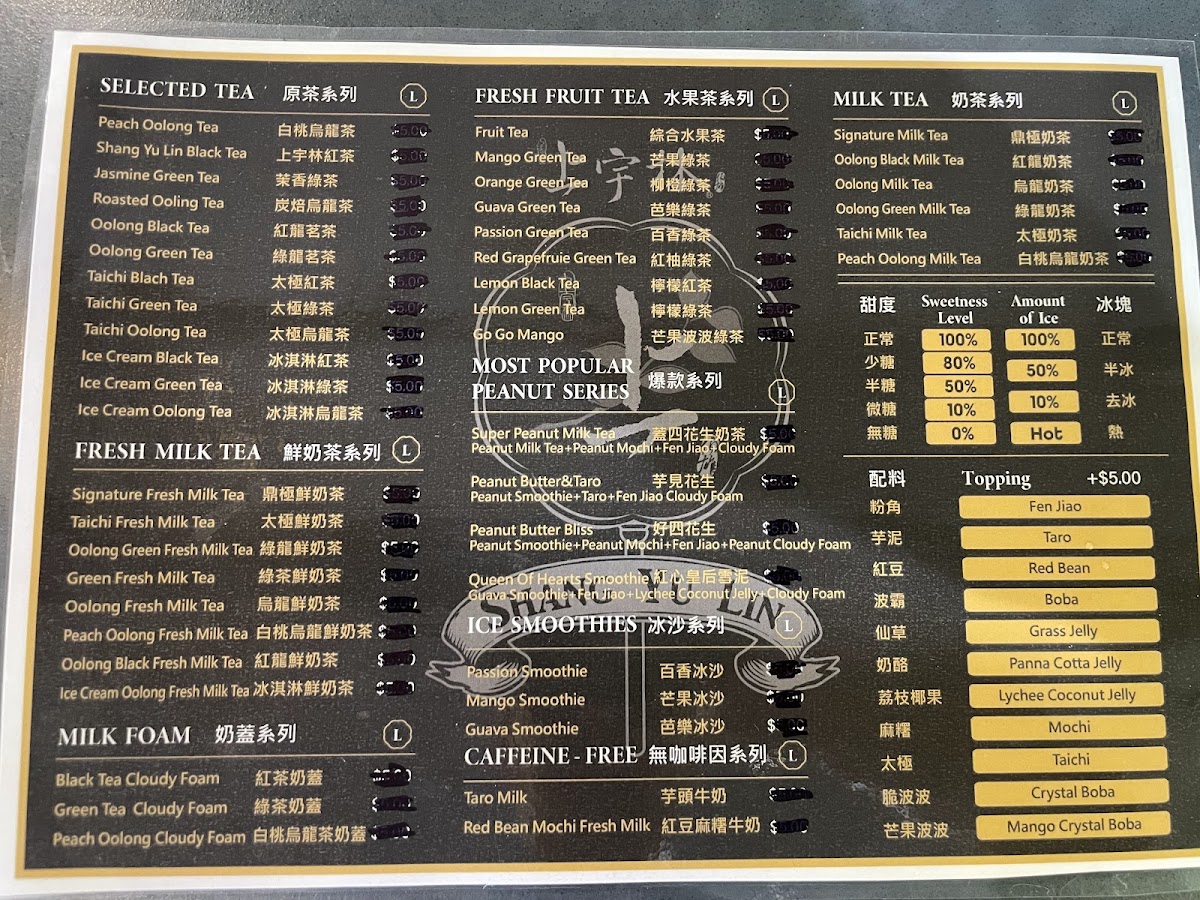 SELECTED TEA 原茶系列 L
Peach Oolong Tea 白桃烏龍茶
Shang Yu Lin Black Tea 上宇林紅茶
Jasmine Green Tea 茉香綠茶
Roasted Ooling Tea 炭焙烏龍茶
Oolong Black Tea 紅龍茗茶
Oolong Green Tea 綠龍茗茶
Taichi Blach Tea 太極紅茶
Taichi Green Tea 太極綠茶
Taichi Oolong Tea 太極烏龍茶
Ice Cream Black Tea 冰淇淋紅茶
Ice Cream Green Tea 冰淇淋綠茶
Ice Cream Oolong Tea 冰淇淋烏龍茶
FRESH MILK TEA 鮮奶茶系列 L
Signature Fresh Milk Tea 鼎極鮮奶茶
Taichi Fresh Milk Tea 太極鮮奶茶
Oolong Green Fresh Milk Tea 綠龍鮮奶茶
Green Fresh Milk Tea 綠茶鮮奶茶
Oolong Fresh Milk Tea 烏龍鮮奶茶
Peach Oolong Fresh Milk Tea 白桃烏龍鮮奶茶
Oolong Black Fresh Milk Tea 紅龍鮮奶茶
Ice Cream Oolong Fresh Milk Tea 冰淇淋鮮奶茶
MILK FOAM 奶蓋系列 L
Black Tea Cloudy Foam 紅茶奶蓋
Green Tea Cloudy Foam 綠茶奶蓋
Peach Oolong Cloudy Foam 白桃烏龍茶奶蓋
FRESH FRUIT TEA 水果茶系列 L
Fruit Tea 綜合水果茶
Mango Green Tea 芒果綠茶
Orange Green Tea 柳橙綠茶
Guava Green Tea 芭樂綠茶
Passion Green Tea 百香綠茶
Red Grapefruie Green Tea 紅柚綠茶
Lemon Black Tea 檸檬紅茶
Lemon Green Tea 檸檬綠茶
Go Go Mango 芒果波波綠茶
MOST POPULAR
PEANUT SERIES 爆款系列 L
Super Peanut Milk Tea 蓋四花生奶茶
Peanut Milk Tea+Peanut Mochi+Fen Jiao+Cloudy Foam
Peanut Butter&Taro 芋見花生
Peanut Smoothie+Taro+Fen Jiao Cloudy Foam
Peanut Butter Bliss 好四花生
Peanut Smoothie+Peanut Mochi+Fen Jiao+Peanut Cloudy Foam
Queen Of Hearts Smoothie 紅心皇后雪泥
Guava Smoothie+Fen Jiao+Lychee Coconut Jelly+Cloudy Foam
ICE SMOOTHIES 冰沙系列 L
Passion Smoothie 百香冰沙
Mango Smoothie 芒果冰沙
Guava Smoothie 芭樂冰沙
CAFFEINE-FREE 無咖啡因系列 L
Taro Milk 芋頭牛奶
Red Bean Mochi Fresh Milk 紅豆麻糬牛奶
上宇林
SHANG YU LIN
MILK TEA 奶茶系列 L
Signature Milk Tea 鼎極奶茶
Oolong Black Milk Tea 紅龍奶茶
Oolong Milk Tea 烏龍奶茶
Oolong Green Milk Tea 綠龍奶茶
Taichi Milk Tea 太極奶茶
Peach Oolong Milk Tea 白桃烏龍奶茶
甜度 Sweetness Level Amount of Ice 冰塊
正常 100% 100% 正常
少糖 80%
半糖 50% 50% 半冰
微糖 10% 10% 去冰
無糖 0% Hot 熱
配料 Topping +$5.00
粉角 Fen Jiao
芋泥 Taro
紅豆 Red Bean
波霸 Boba
仙草 Grass Jelly
奶酪 Panna Cotta Jelly
荔枝椰果 Lychee Coconut Jelly
麻糬 Mochi
太極 Taichi
脆波波 Crystal Boba
芒果波波 Mango Crystal Boba